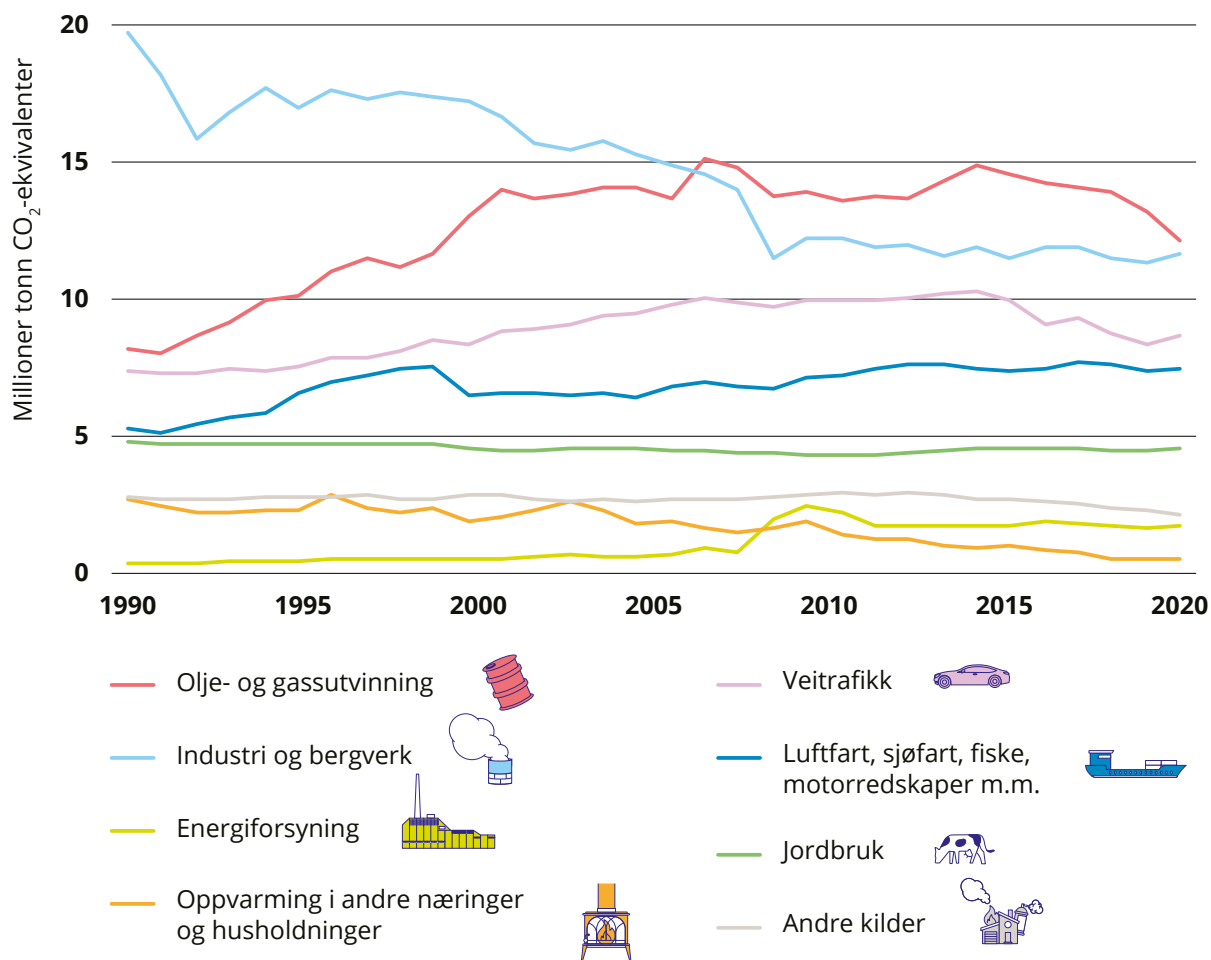 Millioner tonn CO₂-ekvivalenter
20
15
10
5
0
1990 1995 2000 2005 2010 2015 2020
Olje- og gassutvinning
Industri og bergverk
Energiforsyning
Oppvarming i andre næringer
og husholdninger
Veitrafikk
Luftfart, sjøfart, fiske,
motorredskaper m.m.
Jordbruk
Andre kilder